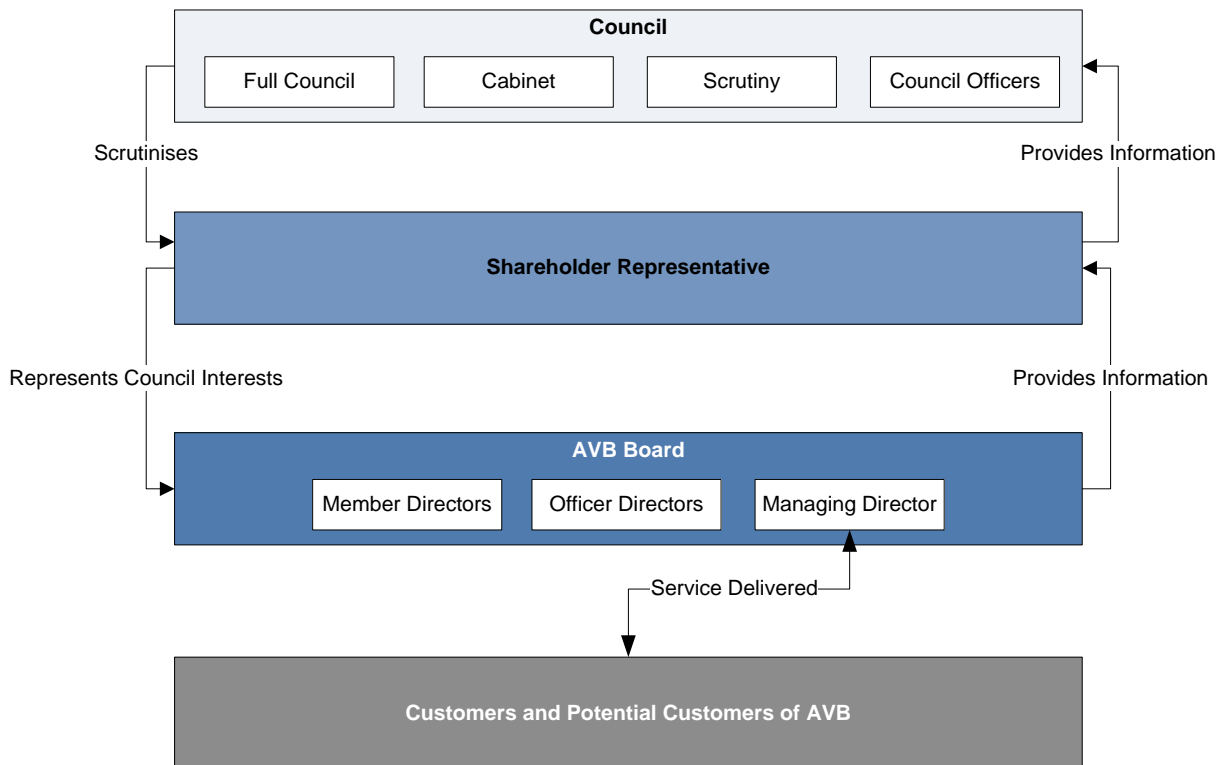 Council
Full Council
Cabinet
Scrutiny
Council Officers
Scrutinises
Provides Information
Shareholder Representative
Represents Council Interests
Provides Information
AVB Board
Member Directors
Officer Directors
Managing Director
Service Delivered
Customers and Potential Customers of AVB